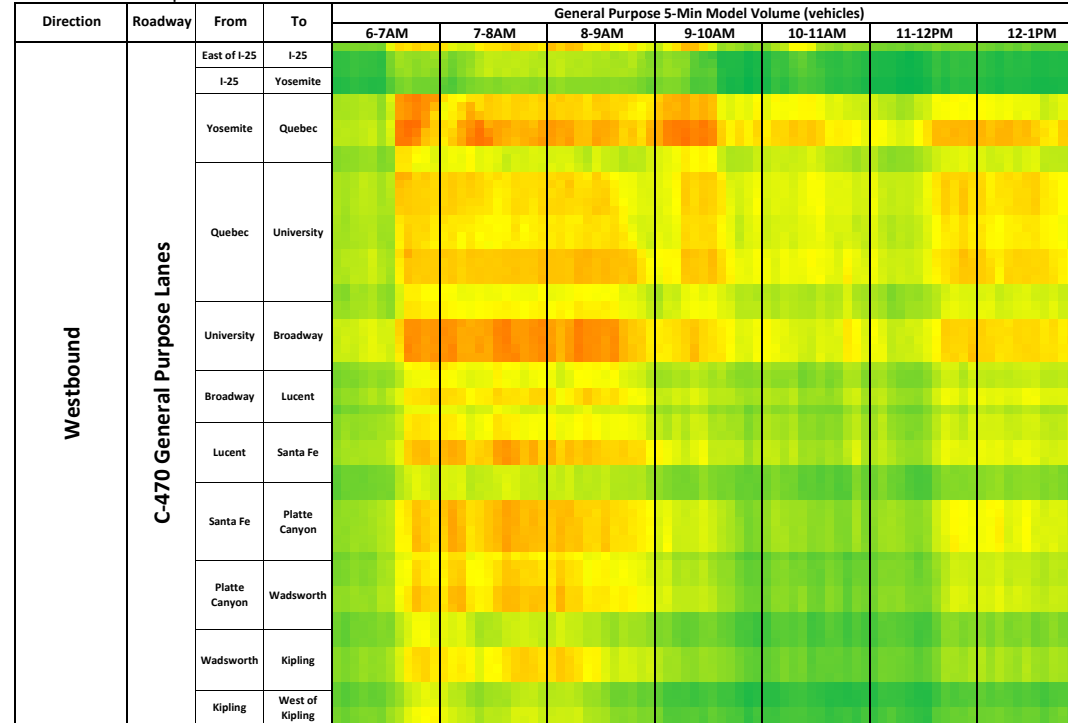 Direction Roadway From To General Purpose 5-Min Model Volume (vehicles)
6-7AM 7-8AM 8-9AM 9-10AM 10-11AM 11-12PM 12-1PM
Westbound
C-470 General Purpose Lanes
East of I-25 I-25
I-25 Yosemite
Yosemite Quebec
Quebec University
University Broadway
Broadway Lucent
Lucent Santa Fe
Santa Fe Platte
Canyon
Platte
Canyon Wadsworth
Wadsworth Kipling
Kipling West of
Kipling